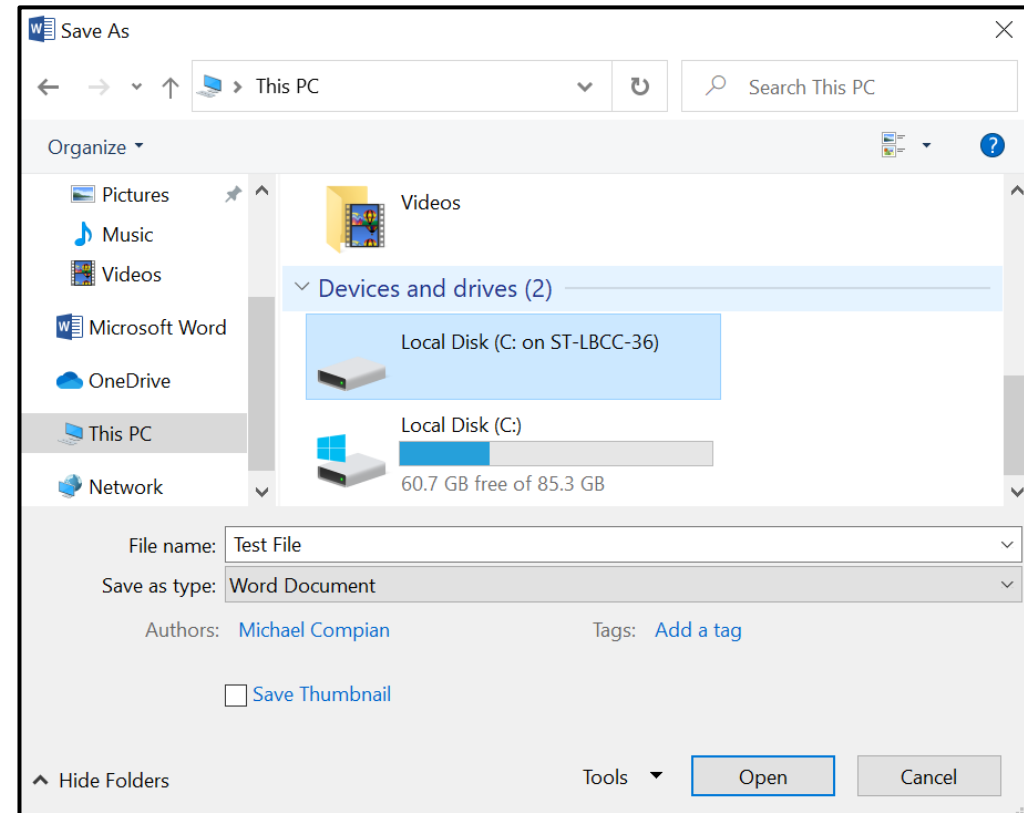 Save As
This PC
Search This PC
Organize
Pictures
Music
Videos
Microsoft Word
OneDrive
This PC
Network
Videos
Devices and drives (2)
Local Disk (C: on ST-LBCC-36)
Local Disk (C:)
60.7 GB free of 85.3 GB
File name: Test File
Save as type: Word Document
Authors: Michael Compian Tags: Add a tag
Save Thumbnail
Hide Folders Tools Open Cancel